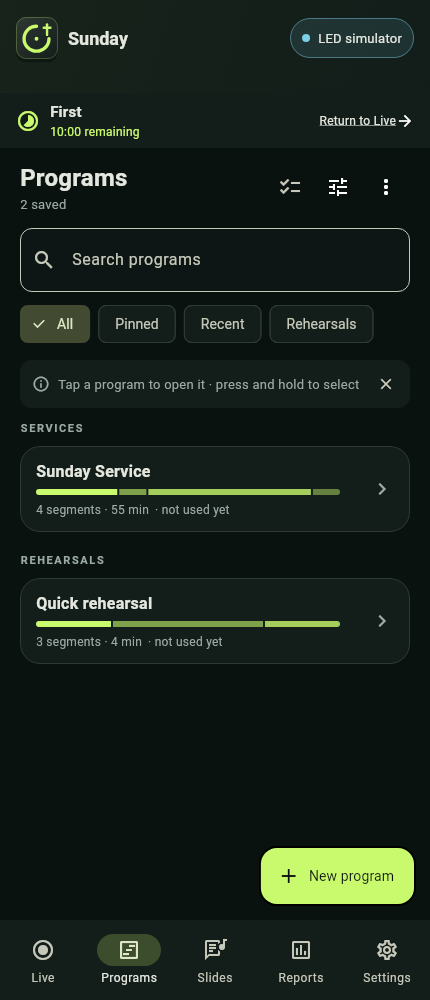 Sunday
LED simulator
First
10:00 remaining
Return to Live
Programs
2 saved
Search programs
All
Pinned
Recent
Rehearsals
Tap a program to open it · press and hold to select
SERVICES
Sunday Service
4 segments · 55 min · not used yet
REHEARSALS
Quick rehearsal
3 segments · 4 min · not used yet
New program
Live
Programs
Slides
Reports
Settings